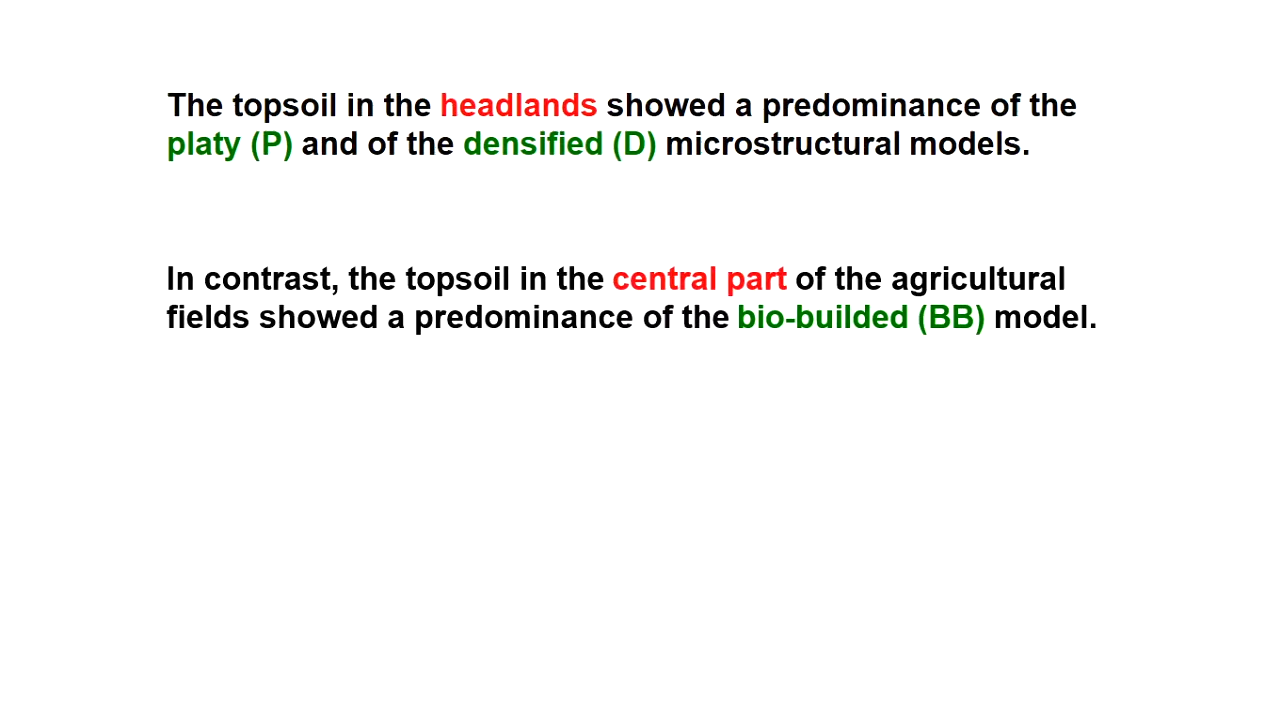 The topsoil in the headlands showed a predominance of the
platy (P) and of the densified (D) microstructural models.
In contrast, the topsoil in the central part of the agricultural
fields showed a predominance of the bio-builded (BB) model.